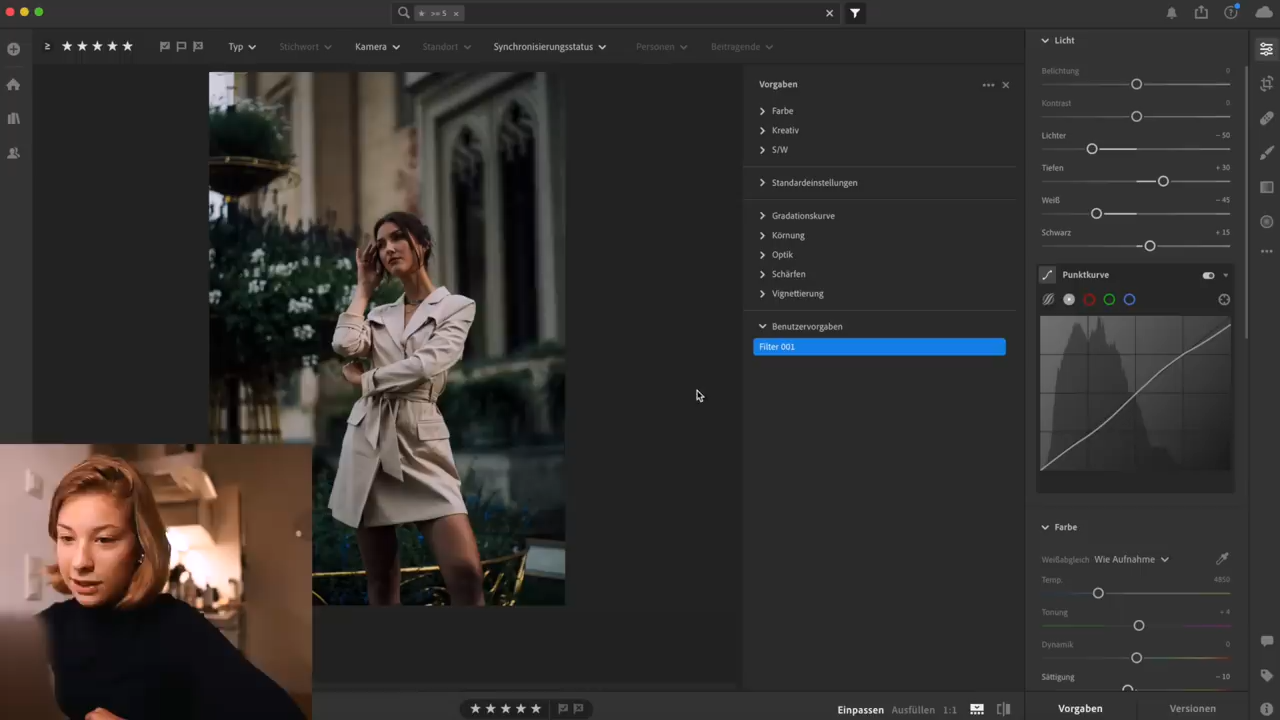 >= 5
≥ Typ Stichwort Kamera Standort Synchronisierungsstatus Personen Beitragende
Vorgaben
Farbe
Kreativ
S/W
Standardeinstellungen
Gradationskurve
Körnung
Optik
Schärfen
Vignettierung
Benutzervorgaben
Filter 001
Licht
Belichtung 0
Kontrast 0
Lichter – 50
Tiefen + 30
Weiß – 45
Schwarz + 15
Punktkurve
Farbe
Weißabgleich Wie Aufnahme
Temp. 4850
Tonung + 4
Dynamik 0
Sättigung – 10
Einpassen Ausfüllen 1:1
Vorgaben Versionen